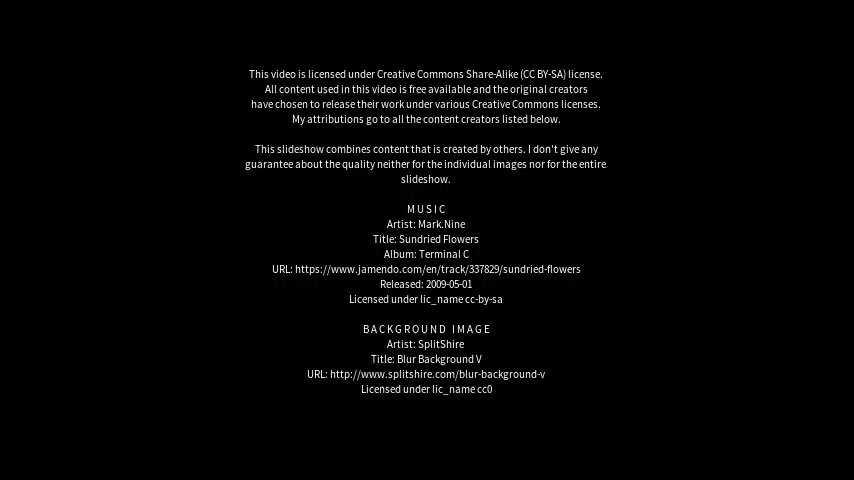 This video is licensed under Creative Commons Share-Alike (CC BY-SA) license.
All content used in this video is free available and the original creators
have chosen to release their work under various Creative Commons licenses.
My attributions go to all the content creators listed below.
This slideshow combines content that is created by others. I don't give any
guarantee about the quality neither for the individual images nor for the entire
slideshow.
MUSIC
Artist: Mark.Nine
Title: Sundried Flowers
Album: Terminal C
URL: https://www.jamendo.com/en/track/337829/sundried-flowers
Released: 2009-05-01
Licensed under lic_name cc-by-sa
BACKGROUND IMAGE
Artist: SplitShire
Title: Blur Background V
URL: http://www.splitshire.com/blur-background-v
Licensed under lic_name cc0